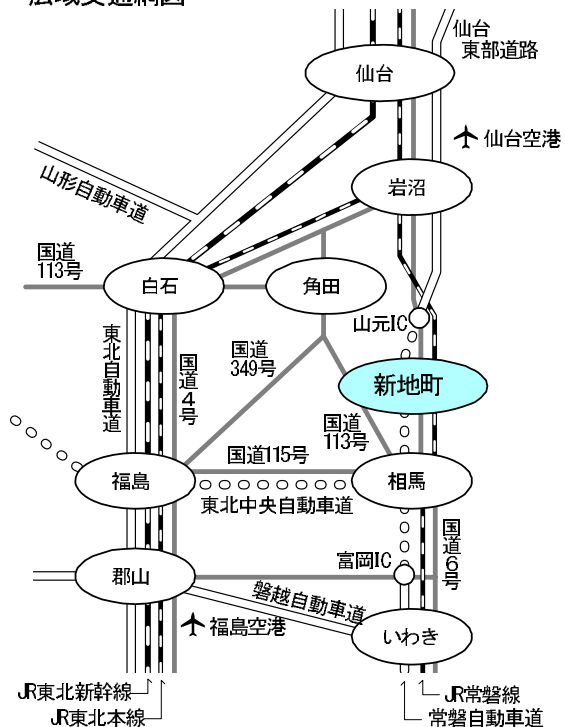 広域交通網図
仙台
東部道路
仙台
仙台空港
山形自動車道
岩沼
国道
113号
白石
角田
山元IC
東北自動車道
国道4号
国道
349号
新地町
国道
113号
国道115号
福島
相馬
東北中央自動車道
国道6号
富岡IC
郡山
磐越自動車道
福島空港
いわき
JR東北新幹線
JR東北本線
JR常磐線
常磐自動車道